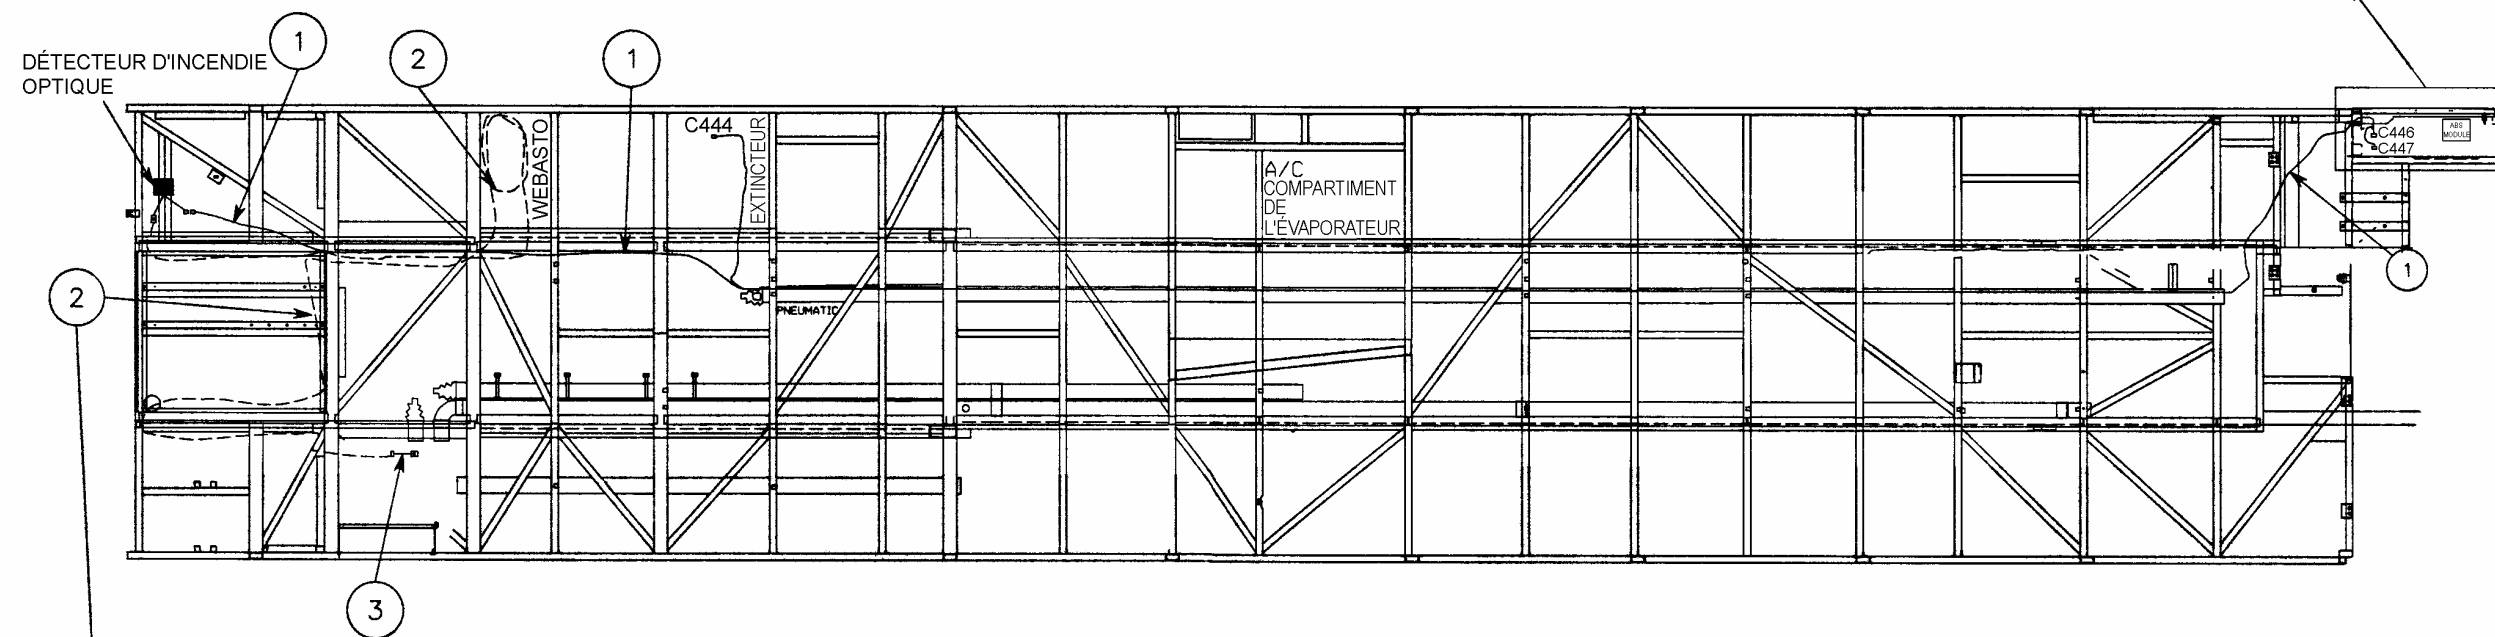 1
2
1
DÉTECTEUR D'INCENDIE
OPTIQUE
WEBASTO
C444
EXTINCTEUR
A/C
COMPARTIMENT
DE
L'ÉVAPORATEUR
C446
C447
ABS
MODULE
1
2
PNEUMATIC
3